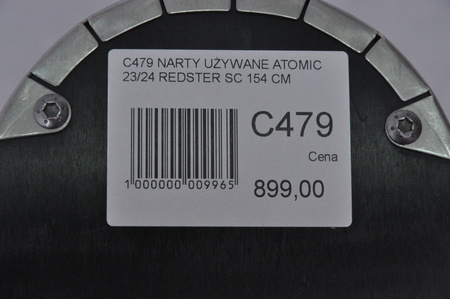 C479 NARTY UŻYWANE ATOMIC
23/24 REDSTER SC 154 CM
C479
Cena
1 000000 009965
899,00